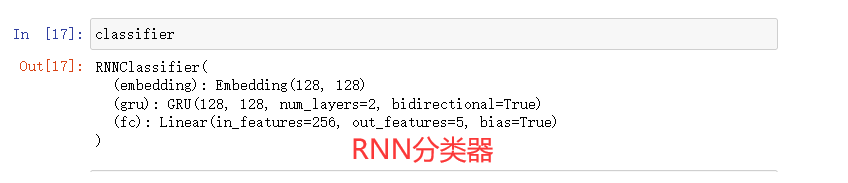 In [17]: classifier
Out[17]: RNNClassifier(
(embedding): Embedding(128, 128)
(gru): GRU(128, 128, num_layers=2, bidirectional=True)
(fc): Linear(in_features=256, out_features=5, bias=True)
)
RNN分类器